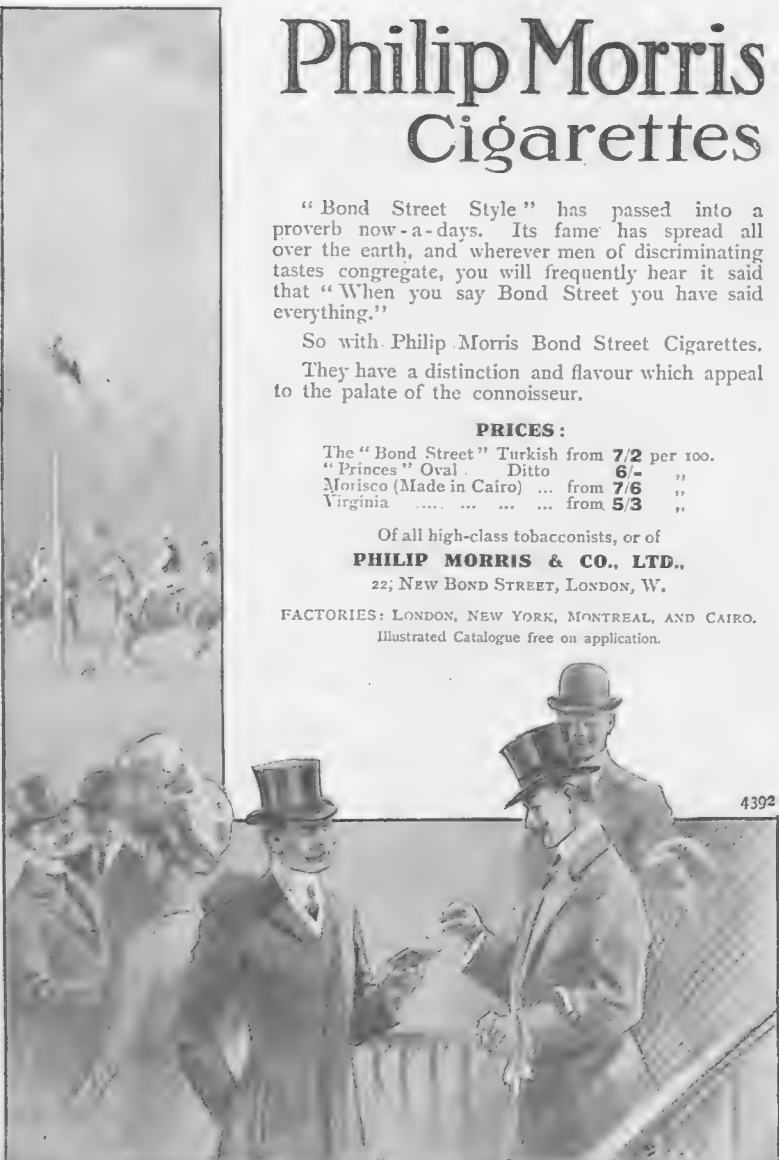 Philip Morris
Cigarettes
“Bond Street Style” has passed into a
proverb now-a-days. Its fame has spread all
over the earth, and wherever men of discriminating
tastes congregate, you will frequently hear it said
that “When you say Bond Street you have said
everything.”
So with Philip Morris Bond Street Cigarettes.
They have a distinction and flavour which appeal
to the palate of the connoisseur.
PRICES:
The “Bond Street” Turkish from 7/2 per 100.
“Princes” Oval . Ditto 6/- „
Morisco (Made in Cairo) ... from 7/6 „
Virginia ..... ... ... ... from 5/3 „
Of all high-class tobacconists, or of
PHILIP MORRIS & CO., LTD.,
22, NEW BOND STREET, LONDON, W.
FACTORIES: LONDON, NEW YORK, MONTREAL, AND CAIRO.
Illustrated Catalogue free on application.
4392